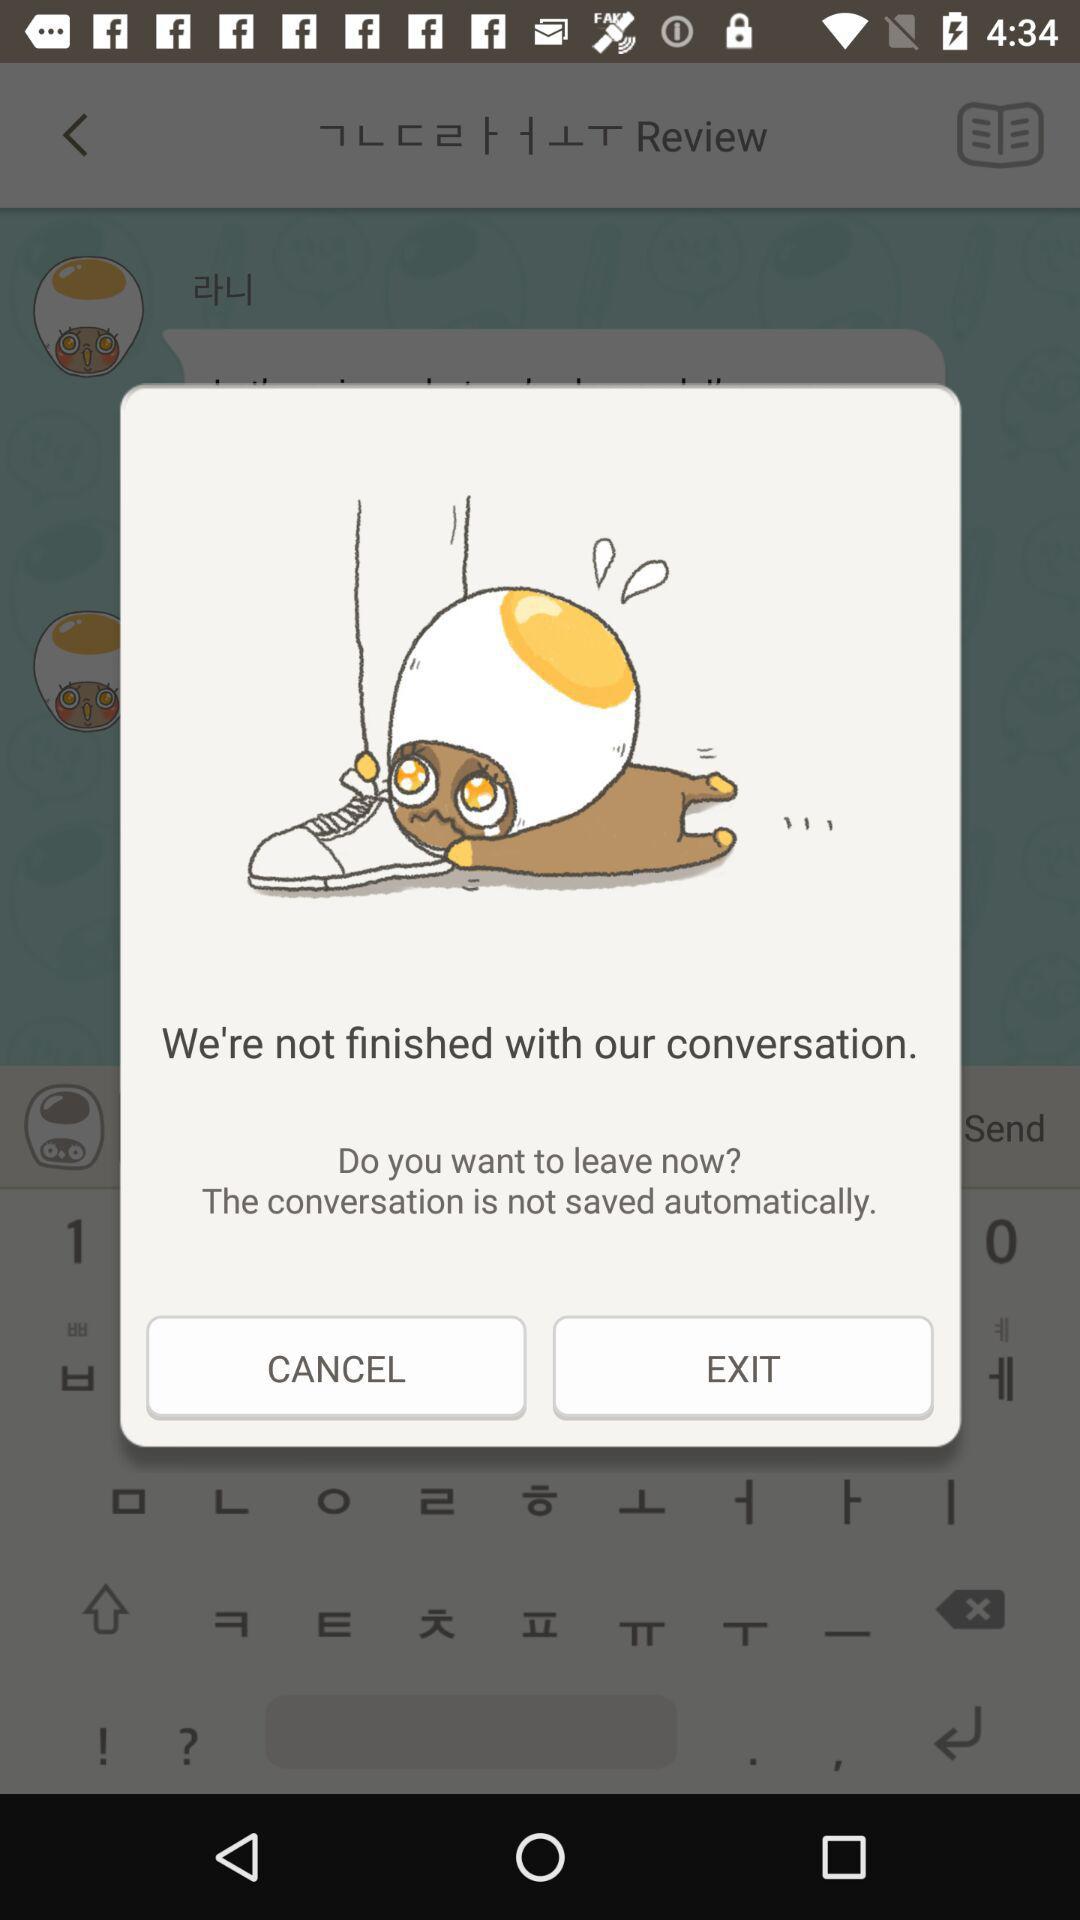 FAKE
4:34
ㄱㄴㄷㄹㅏㅓㅗㅜ Review
라니
We're not finished with our conversation.
Do you want to leave now?
The conversation is not saved automatically.
CANCEL EXIT
Send
1 0
ㅃ ㅖ
ㅂ ㅔ
ㅁ ㄴ ㅇ ㄹ ㅎ ㅗ ㅓ ㅏ ㅣ
ㅋ ㅌ ㅊ ㅍ ㅠ ㅜ ㅡ
! ? . ,